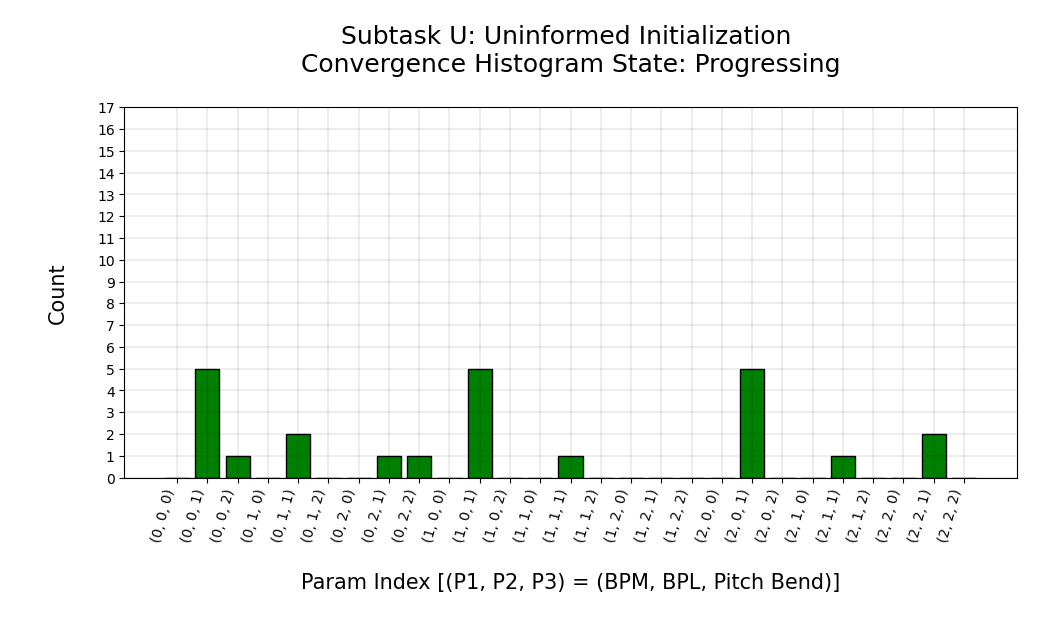 Subtask U: Uninformed Initialization
Convergence Histogram State: Progressing
17
16
15
14
13
12
11
10
9
8
7
6
5
4
3
2
1
0
Count
(0, 0, 0)
(0, 0, 1)
(0, 0, 2)
(0, 1, 0)
(0, 1, 1)
(0, 1, 2)
(0, 2, 0)
(0, 2, 1)
(0, 2, 2)
(1, 0, 0)
(1, 0, 1)
(1, 0, 2)
(1, 1, 0)
(1, 1, 1)
(1, 1, 2)
(1, 2, 0)
(1, 2, 1)
(1, 2, 2)
(2, 0, 0)
(2, 0, 1)
(2, 0, 2)
(2, 1, 0)
(2, 1, 1)
(2, 1, 2)
(2, 2, 0)
(2, 2, 1)
(2, 2, 2)
Param Index [(P1, P2, P3) = (BPM, BPL, Pitch Bend)]